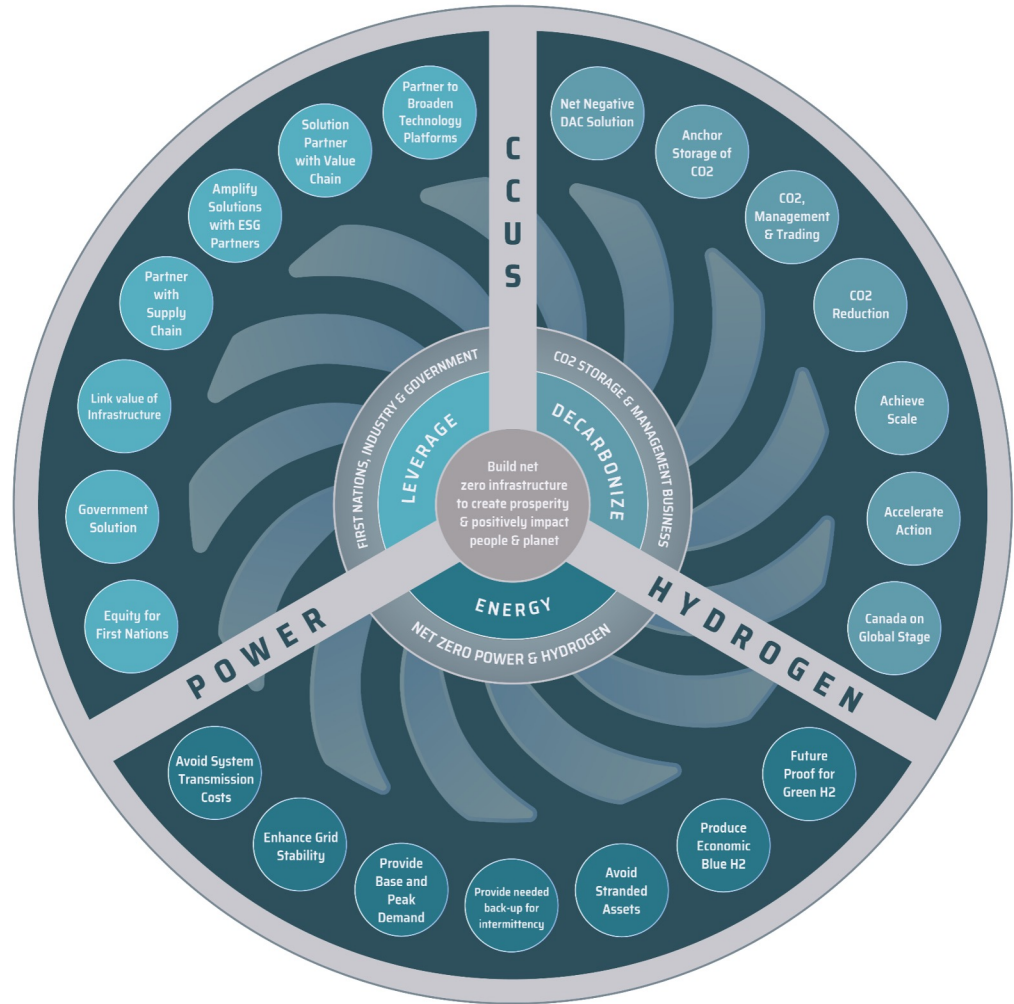 CCUS
Net Negative
DAC Solution
Anchor
Storage of
CO2
CO2,
Management
& Trading
CO2
Reduction
Achieve
Scale
Accelerate
Action
Canada on
Global Stage
HYDROGEN
Future
Proof for
Green H2
Produce
Economic
Blue H2
Avoid
Stranded
Assets
Provide needed
back-up for
intermittency
Provide
Base and
Peak
Demand
Enhance Grid
Stability
Avoid System
Transmission
Costs
POWER
Equity for
First Nations
Government
Solution
Link value of
Infrastructure
Partner
with
Supply
Chain
Amplify
Solutions
with ESG
Partners
Solution
Partner
with Value
Chain
Partner to
Broaden
Technology
Platforms
FIRST NATIONS, INDUSTRY & GOVERNMENT
LEVERAGE
CO2 STORAGE & MANAGEMENT BUSINESS
DECARBONIZE
NET ZERO POWER & HYDROGEN
ENERGY
Build net
zero infrastructure
to create prosperity
& positively impact
people & planet